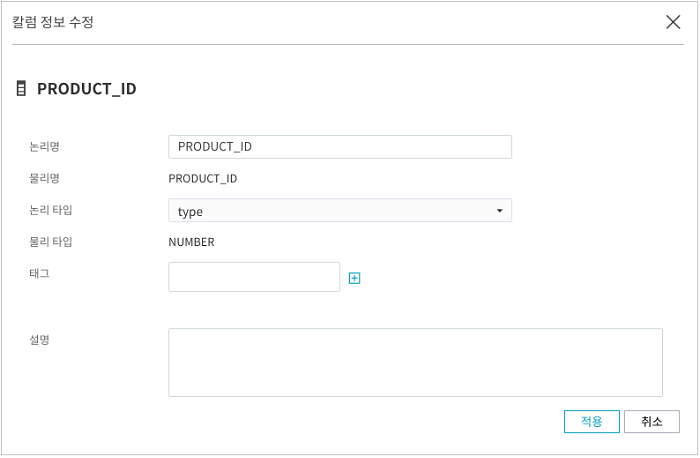 칼럼 정보 수정
PRODUCT_ID
논리명 PRODUCT_ID
물리명 PRODUCT_ID
논리 타입 type
물리 타입 NUMBER
태그
설명
적용 취소